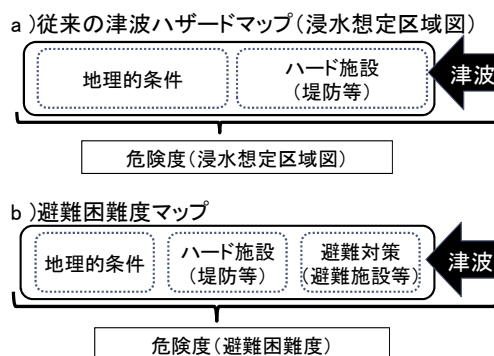 a )従来の津波ハザードマップ(浸水想定区域図)
地理的条件
ハード施設
(堤防等)
津波
危険度(浸水想定区域図)
b )避難困難度マップ
地理的条件
ハード施設
(堤防等)
避難対策
(避難施設等)
津波
危険度(避難困難度)